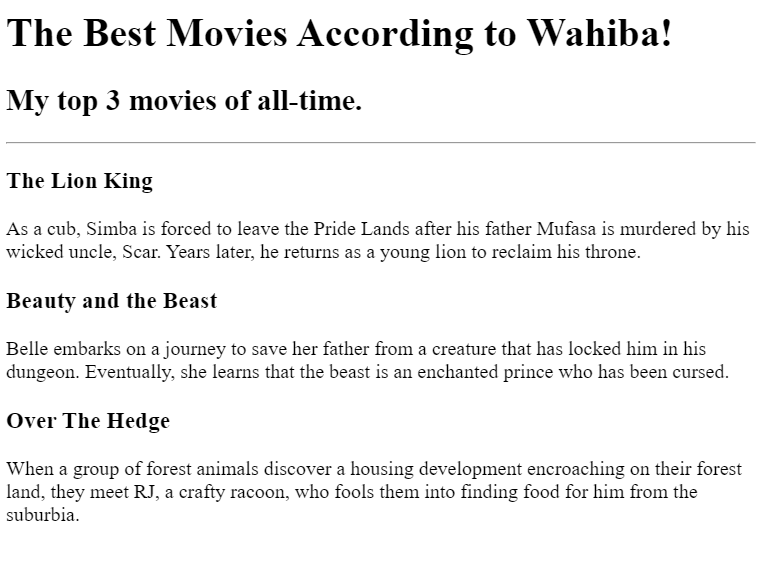 The Best Movies According to Wahiba!
My top 3 movies of all-time.
The Lion King
As a cub, Simba is forced to leave the Pride Lands after his father Mufasa is murdered by his
wicked uncle, Scar. Years later, he returns as a young lion to reclaim his throne.
Beauty and the Beast
Belle embarks on a journey to save her father from a creature that has locked him in his
dungeon. Eventually, she learns that the beast is an enchanted prince who has been cursed.
Over The Hedge
When a group of forest animals discover a housing development encroaching on their forest
land, they meet RJ, a crafty racoon, who fools them into finding food for him from the
suburbia.